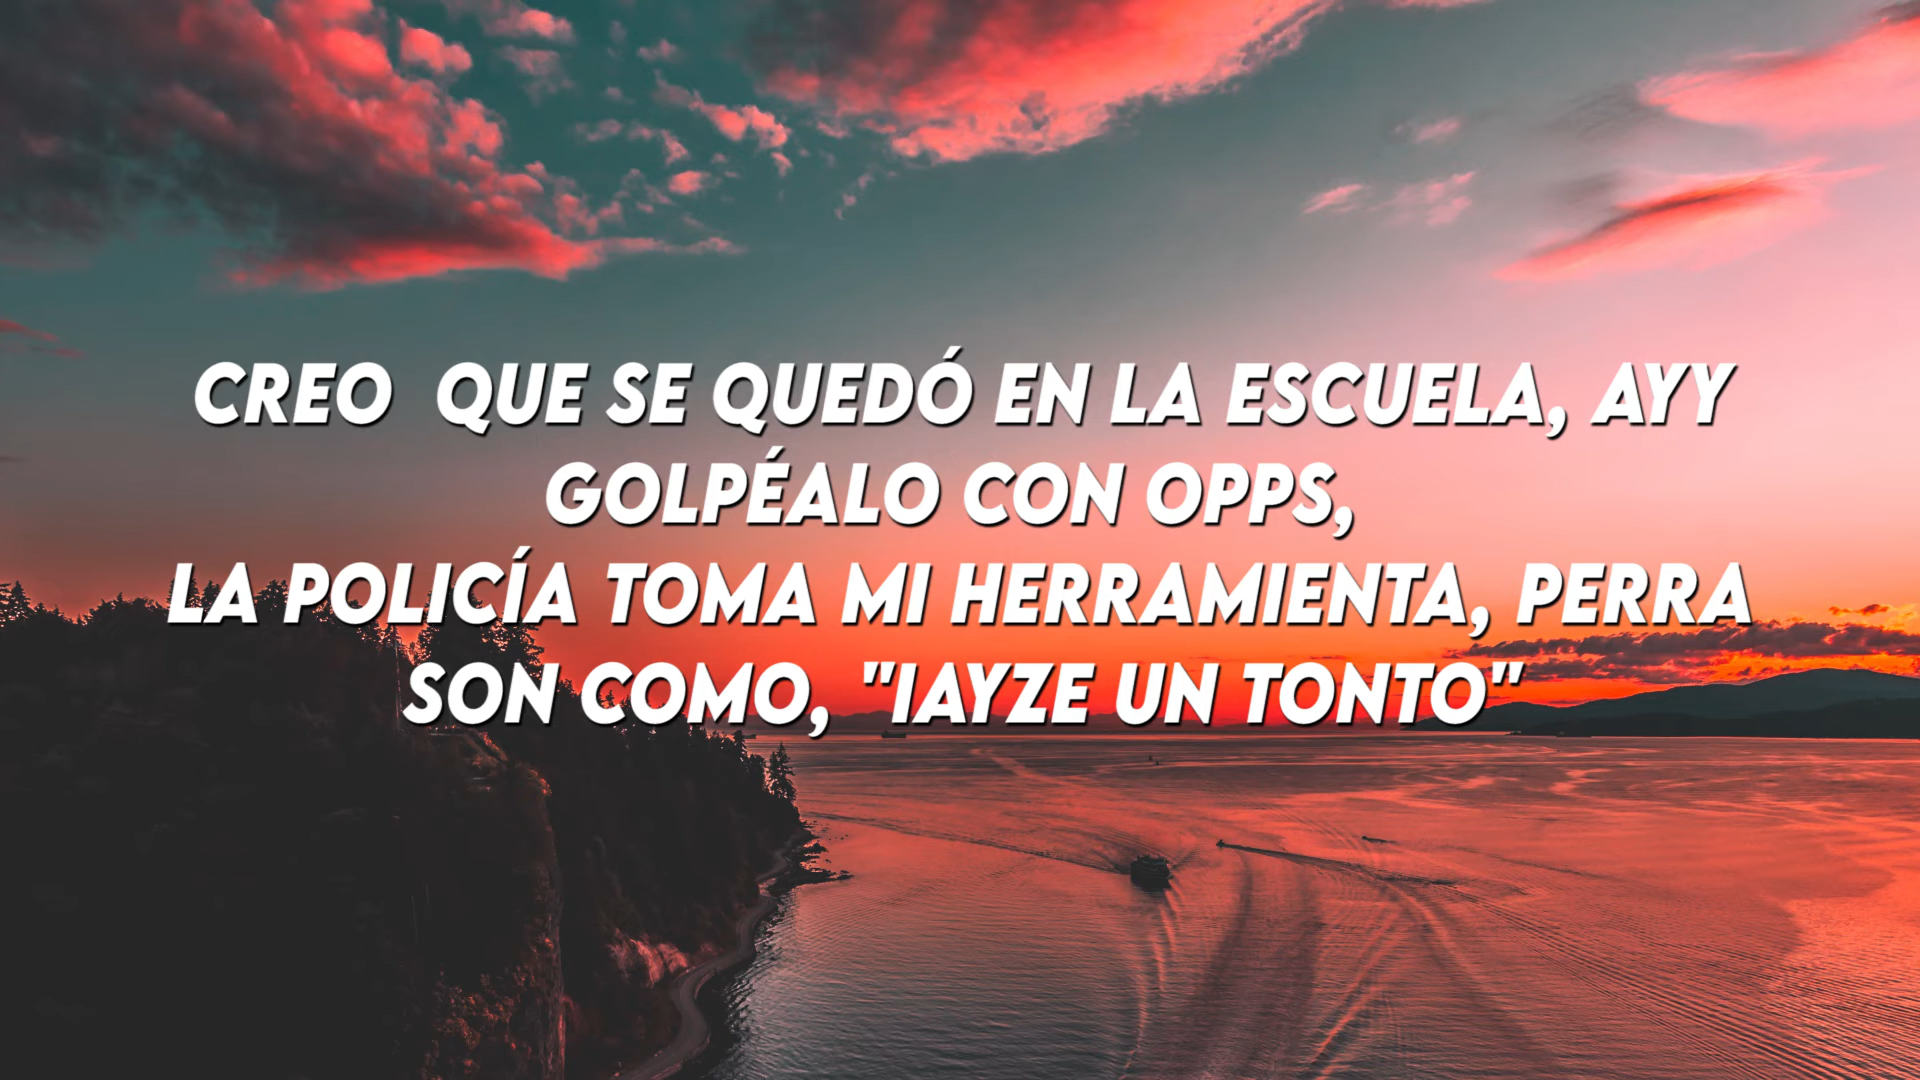 CREO  QUE SE QUEDÓ EN LA ESCUELA, AYY
GOLPÉALO CON OPPS,
LA POLICÍA TOMA MI HERRAMIENTA, PERRA
SON COMO, "IAYZE UN TONTO"